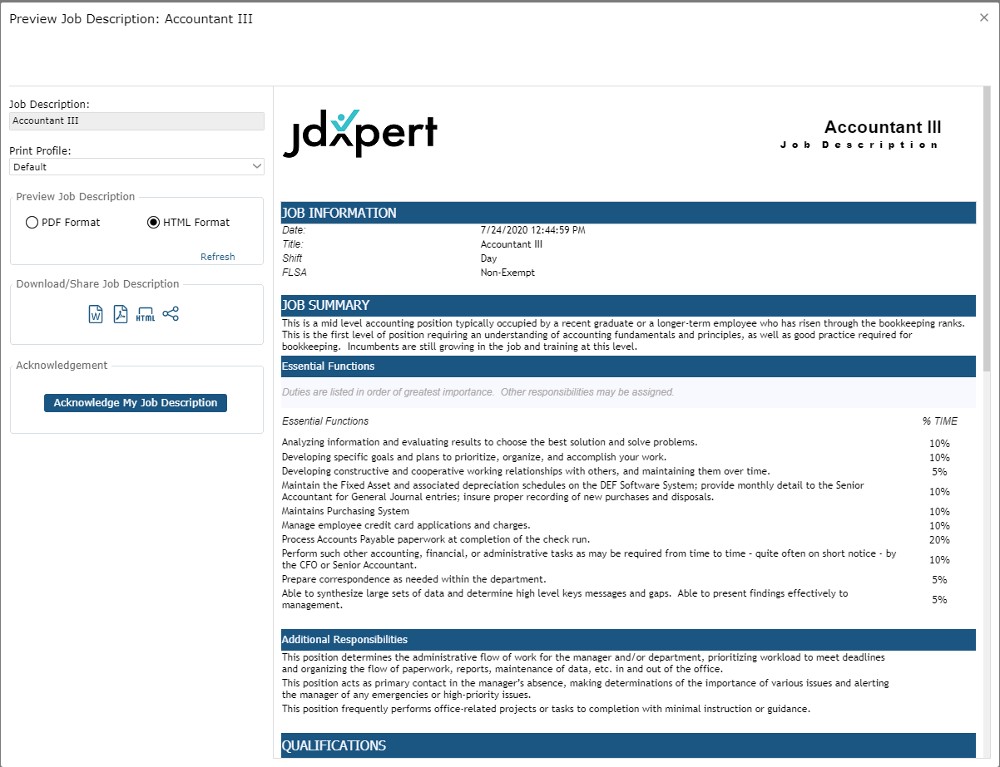 Preview Job Description: Accountant III
Job Description:
Accountant III
Print Profile:
Default
Preview Job Description
PDF Format
HTML Format
Refresh
Download/Share Job Description
W
HTML
Acknowledgement
Acknowledge My Job Description
jdxpert
Accountant III
Job Description
JOB INFORMATION
Date: 7/24/2020 12:44:59 PM
Title: Accountant III
Shift Day
FLSA Non-Exempt
JOB SUMMARY
This is a mid level accounting position typically occupied by a recent graduate or a longer-term employee who has risen through the bookkeeping ranks.
This is the first level of position requiring an understanding of accounting fundamentals and principles, as well as good practice required for
bookkeeping.  Incumbents are still growing in the job and training at this level.
Essential Functions
Duties are listed in order of greatest importance.  Other responsibilities may be assigned.
Essential Functions % TIME
Analyzing information and evaluating results to choose the best solution and solve problems. 10%
Developing specific goals and plans to prioritize, organize, and accomplish your work. 10%
Developing constructive and cooperative working relationships with others, and maintaining them over time. 5%
Maintain the Fixed Asset and associated depreciation schedules on the DEF Software System; provide monthly detail to the Senior
Accountant for General Journal entries; insure proper recording of new purchases and disposals. 10%
Maintains Purchasing System 10%
Manage employee credit card applications and charges. 10%
Process Accounts Payable paperwork at completion of the check run. 20%
Perform such other accounting, financial, or administrative tasks as may be required from time to time - quite often on short notice - by
the CFO or Senior Accountant. 10%
Prepare correspondence as needed within the department. 5%
Able to synthesize large sets of data and determine high level keys messages and gaps.  Able to present findings effectively to
management. 5%
Additional Responsibilities
This position determines the administrative flow of work for the manager and/or department, prioritizing workload to meet deadlines
and organizing the flow of paperwork, reports, maintenance of data, etc. in and out of the office.
This position acts as primary contact in the manager's absence, making determinations of the importance of various issues and alerting
the manager of any emergencies or high-priority issues.
This position frequently performs office-related projects or tasks to completion with minimal instruction or guidance.
QUALIFICATIONS